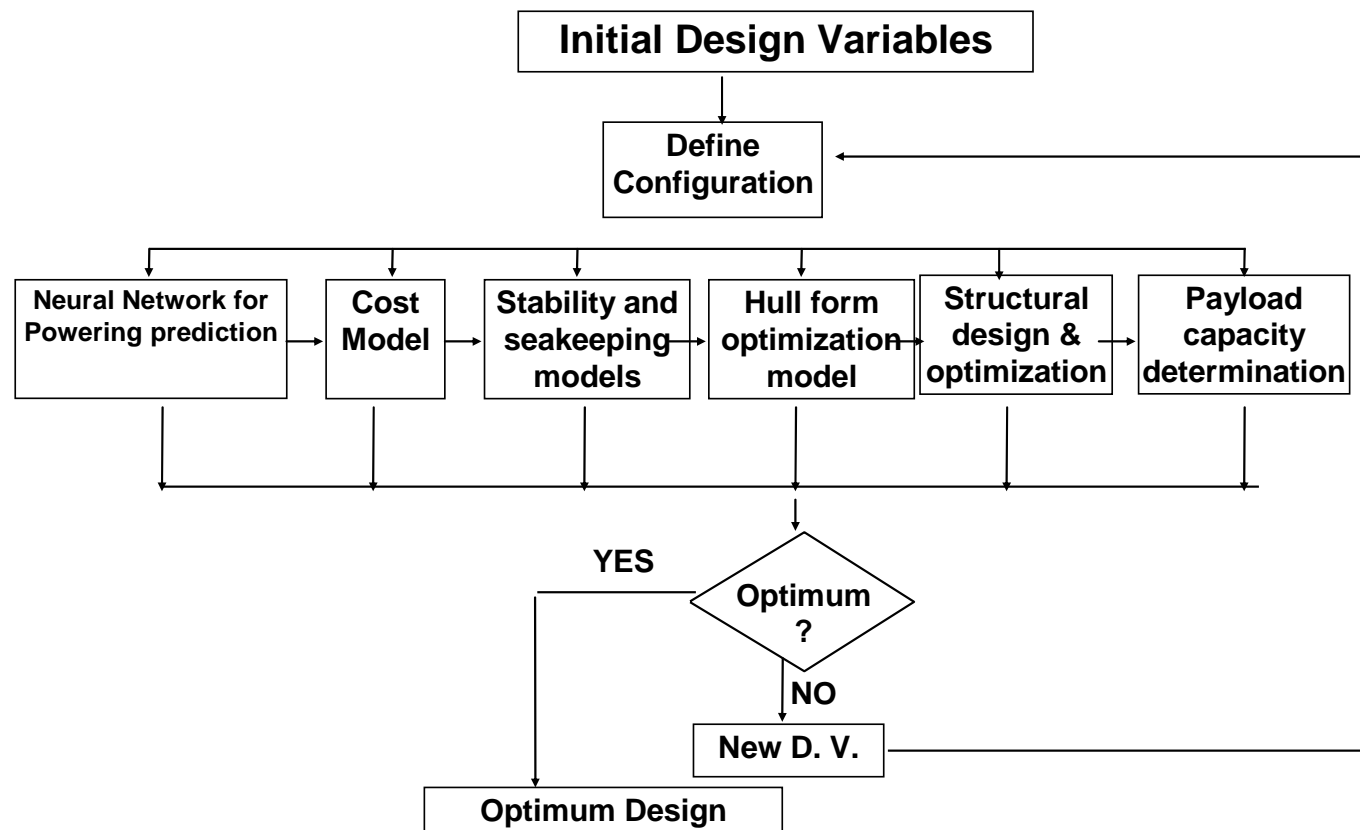 Initial Design Variables
Define
Configuration
Neural Network for
Powering prediction
Cost
Model
Stability and
seakeeping
models
Hull form
optimization
model
Structural
design &
optimization
Payload
capacity
determination
YES
Optimum
?
NO
New D. V.
Optimum Design